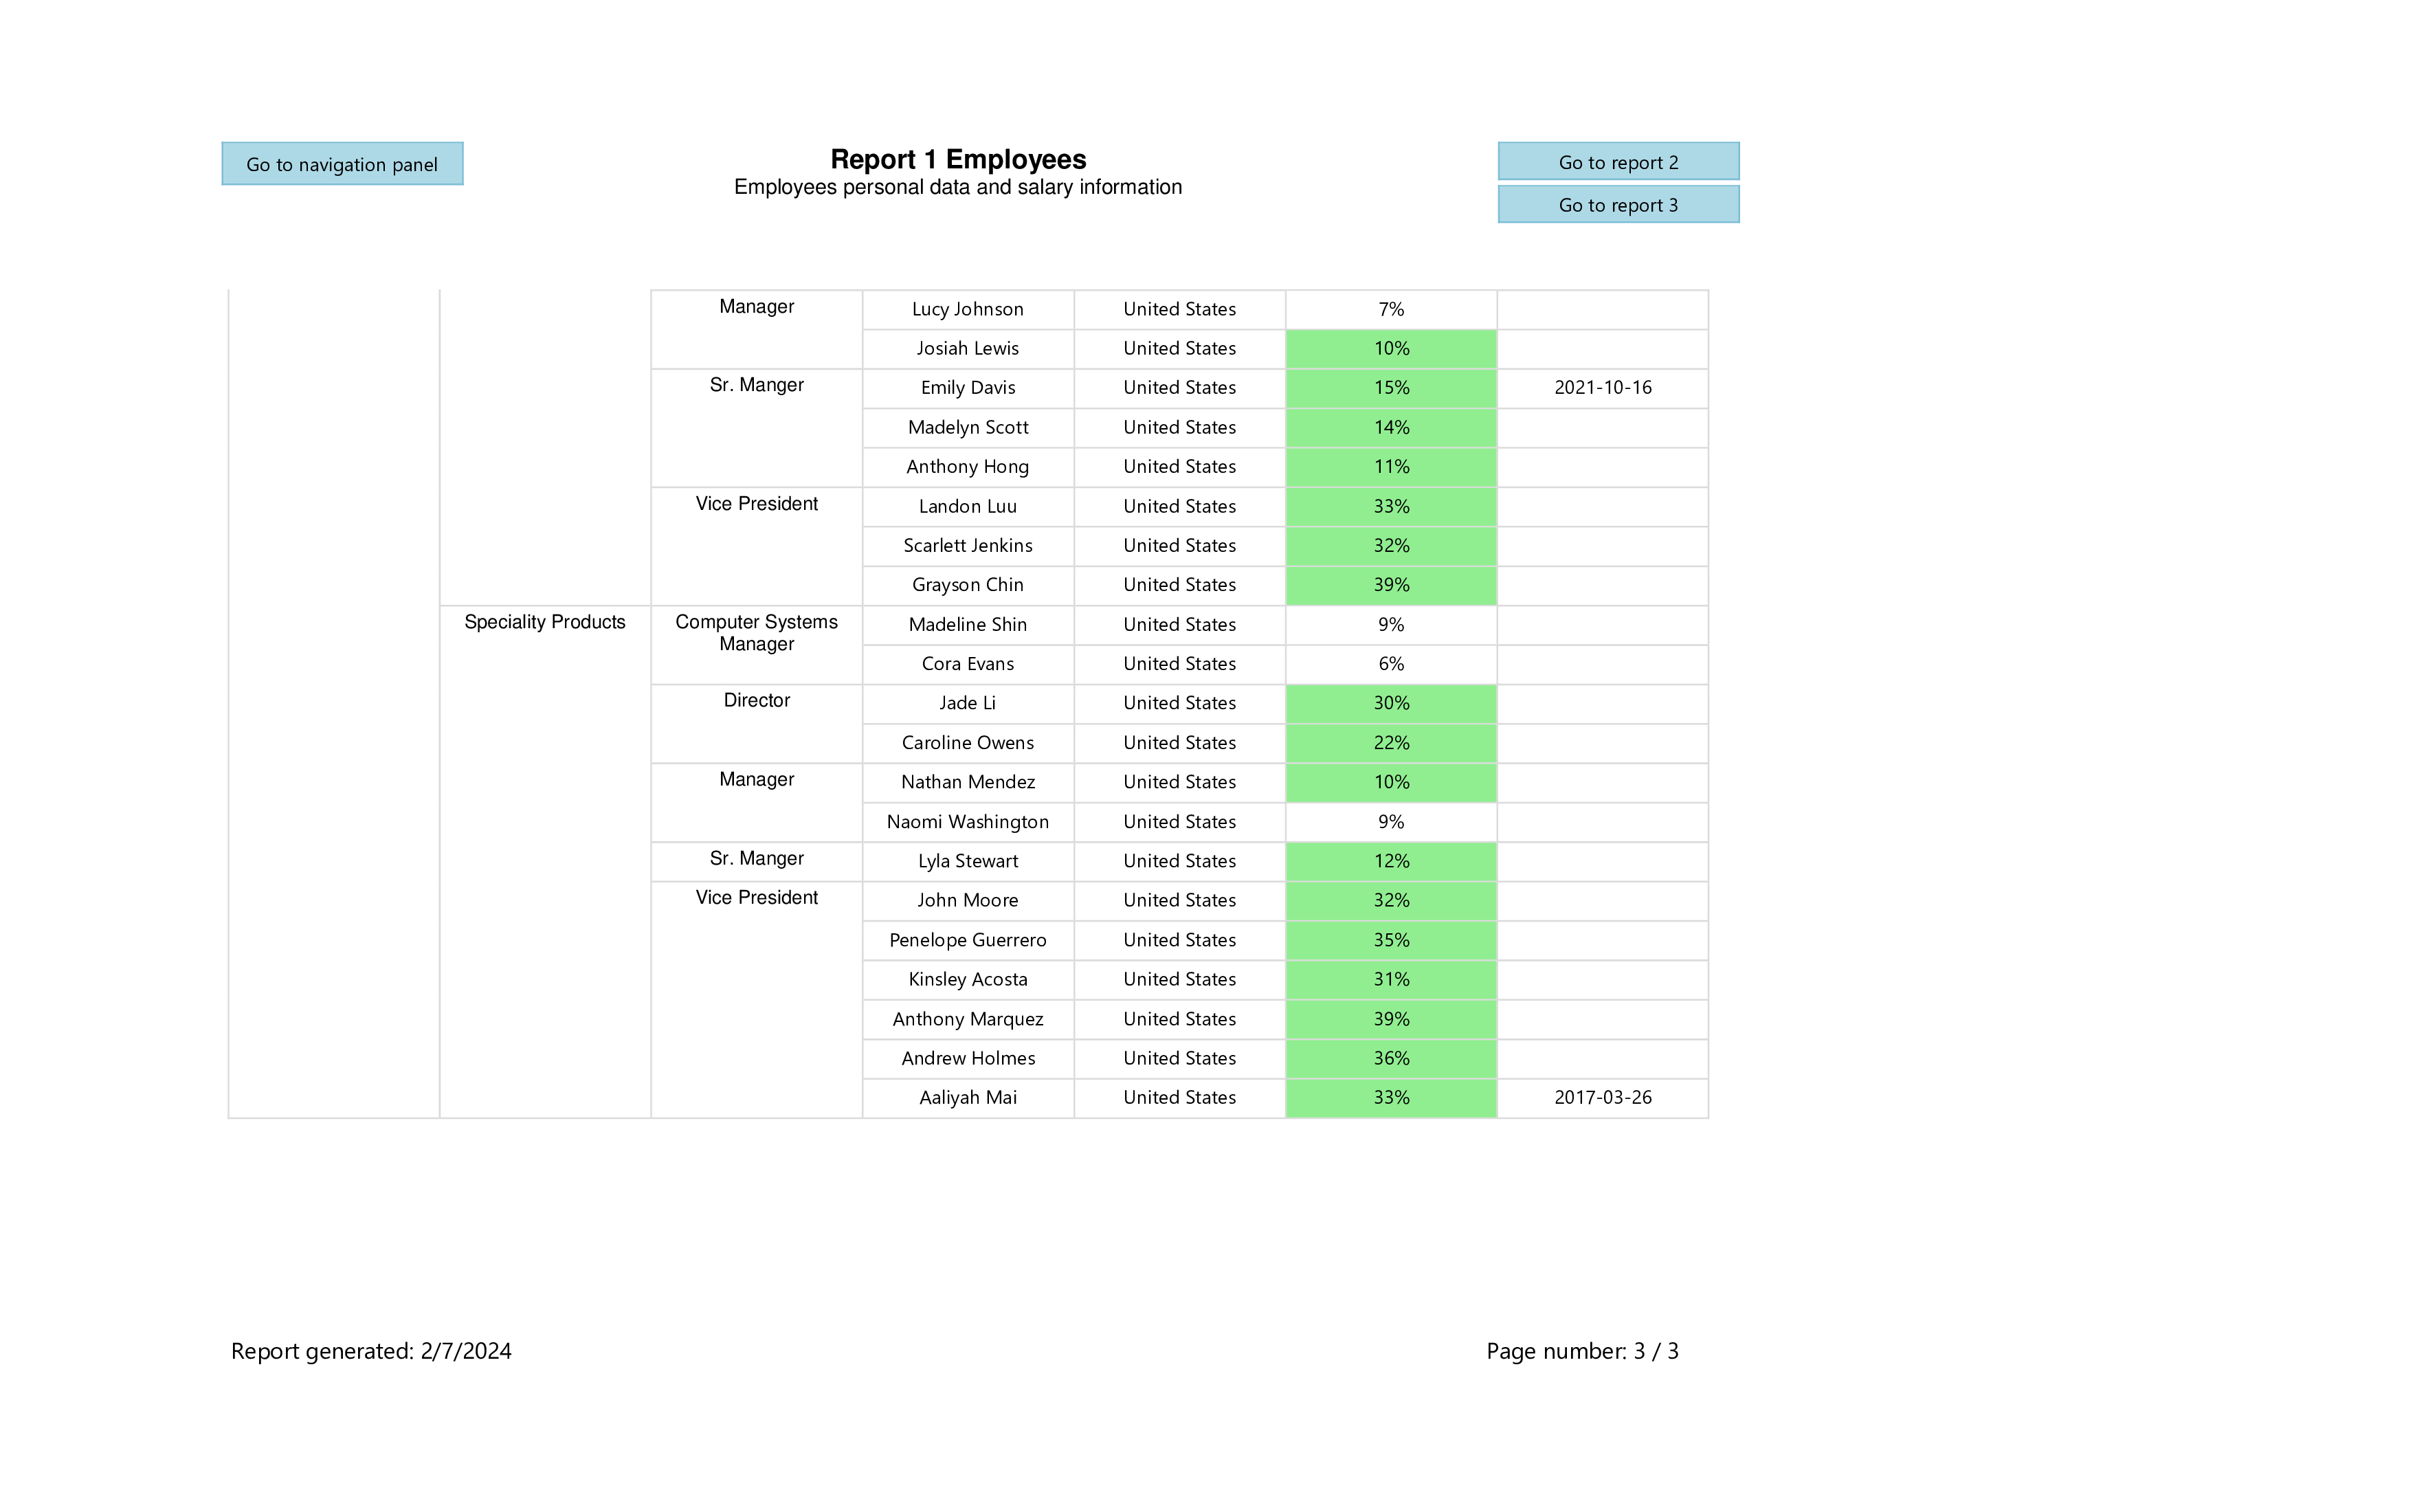 Go to navigation panel
Report 1 Employees
Employees personal data and salary information
Go to report 2
Go to report 3
Manager Lucy Johnson United States 7%
Josiah Lewis United States 10%
Sr. Manger Emily Davis United States 15% 2021-10-16
Madelyn Scott United States 14%
Anthony Hong United States 11%
Vice President Landon Luu United States 33%
Scarlett Jenkins United States 32%
Grayson Chin United States 39%
Speciality Products Computer Systems Madeline Shin United States 9%
Manager
Cora Evans United States 6%
Director Jade Li United States 30%
Caroline Owens United States 22%
Manager Nathan Mendez United States 10%
Naomi Washington United States 9%
Sr. Manger Lyla Stewart United States 12%
Vice President John Moore United States 32%
Penelope Guerrero United States 35%
Kinsley Acosta United States 31%
Anthony Marquez United States 39%
Andrew Holmes United States 36%
Aaliyah Mai United States 33% 2017-03-26
Report generated: 2/7/2024 Page number: 3 / 3